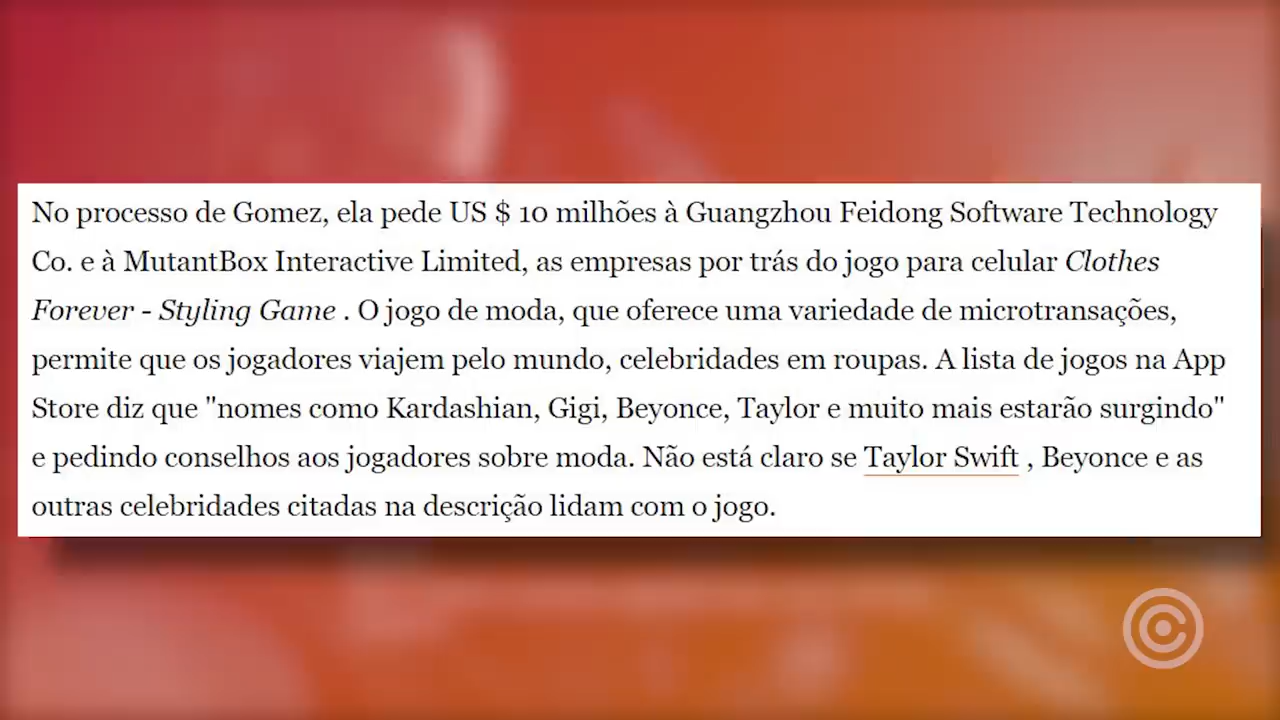 No processo de Gomez, ela pede US $ 10 milhões à Guangzhou Feidong Software Technology
Co. e à MutantBox Interactive Limited, as empresas por trás do jogo para celular Clothes
Forever - Styling Game . O jogo de moda, que oferece uma variedade de microtransações,
permite que os jogadores viajem pelo mundo, celebridades em roupas. A lista de jogos na App
Store diz que "nomes como Kardashian, Gigi, Beyonce, Taylor e muito mais estarão surgindo"
e pedindo conselhos aos jogadores sobre moda. Não está claro se Taylor Swift , Beyonce e as
outras celebridades citadas na descrição lidam com o jogo.